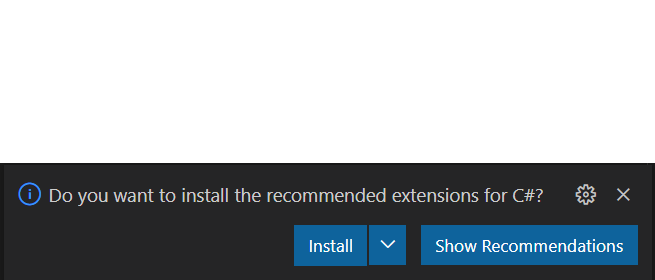 Do you want to install the recommended extensions for C#?
Install
Show Recommendations